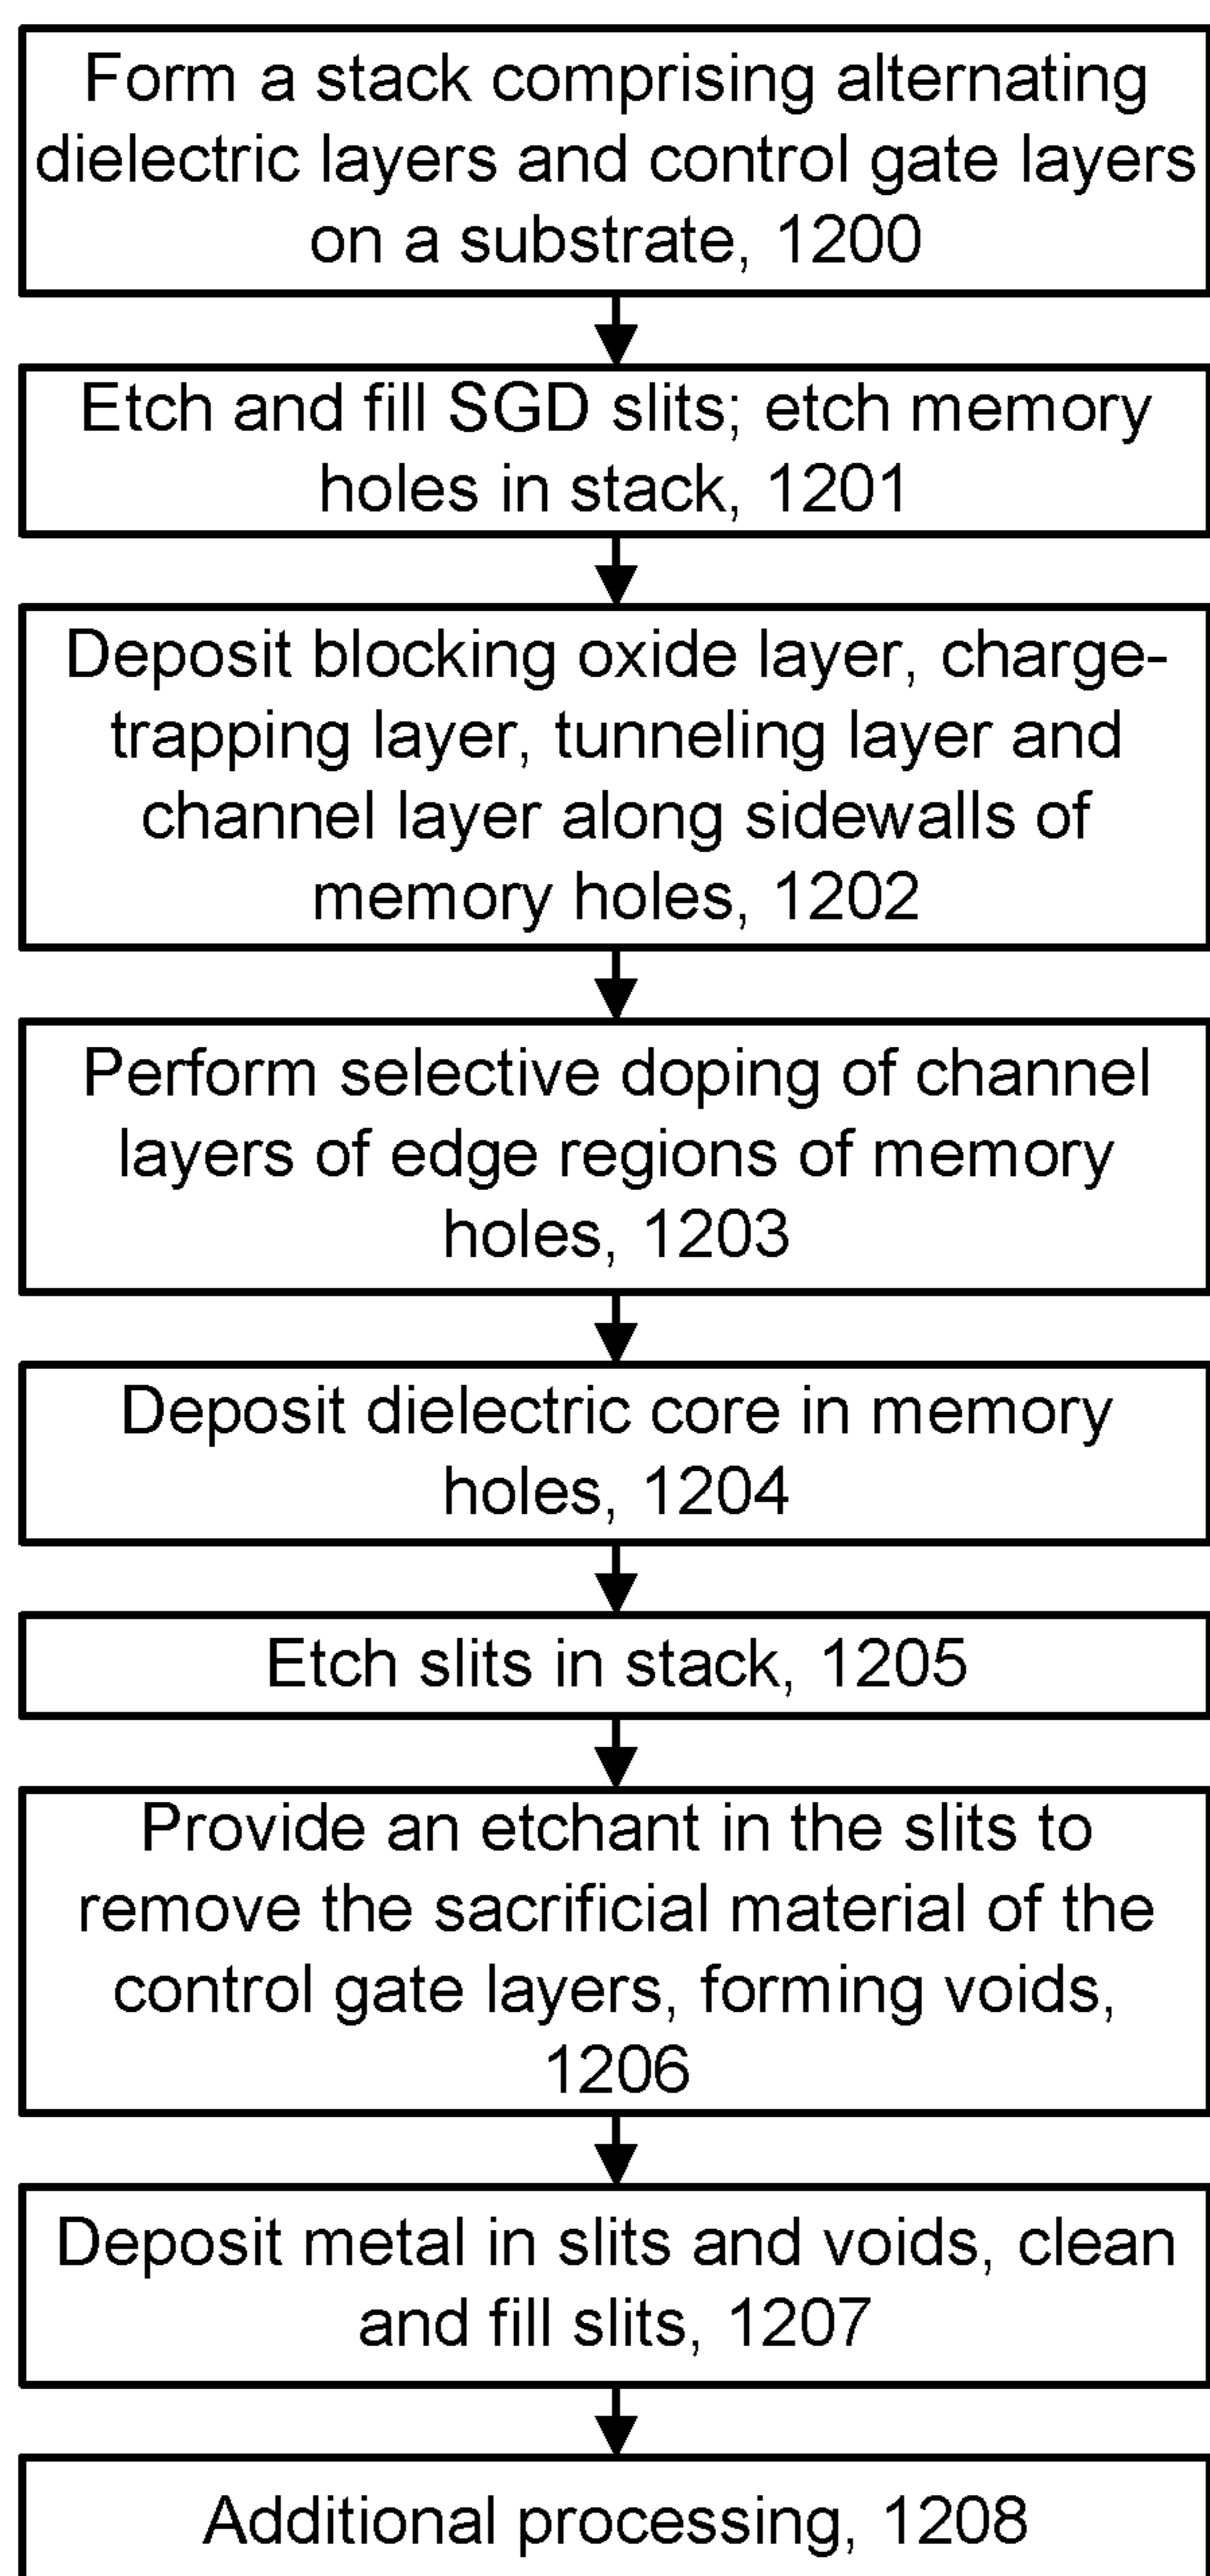 Form a stack comprising alternating
dielectric layers and control gate layers
on a substrate, 1200
Etch and fill SGD slits; etch memory
holes in stack, 1201
Deposit blocking oxide layer, charge-
trapping layer, tunneling layer and
channel layer along sidewalls of
memory holes, 1202
Perform selective doping of channel
layers of edge regions of memory
holes, 1203
Deposit dielectric core in memory
holes, 1204
Etch slits in stack, 1205
Provide an etchant in the slits to
remove the sacrificial material of the
control gate layers, forming voids,
1206
Deposit metal in slits and voids, clean
and fill slits, 1207
Additional processing, 1208